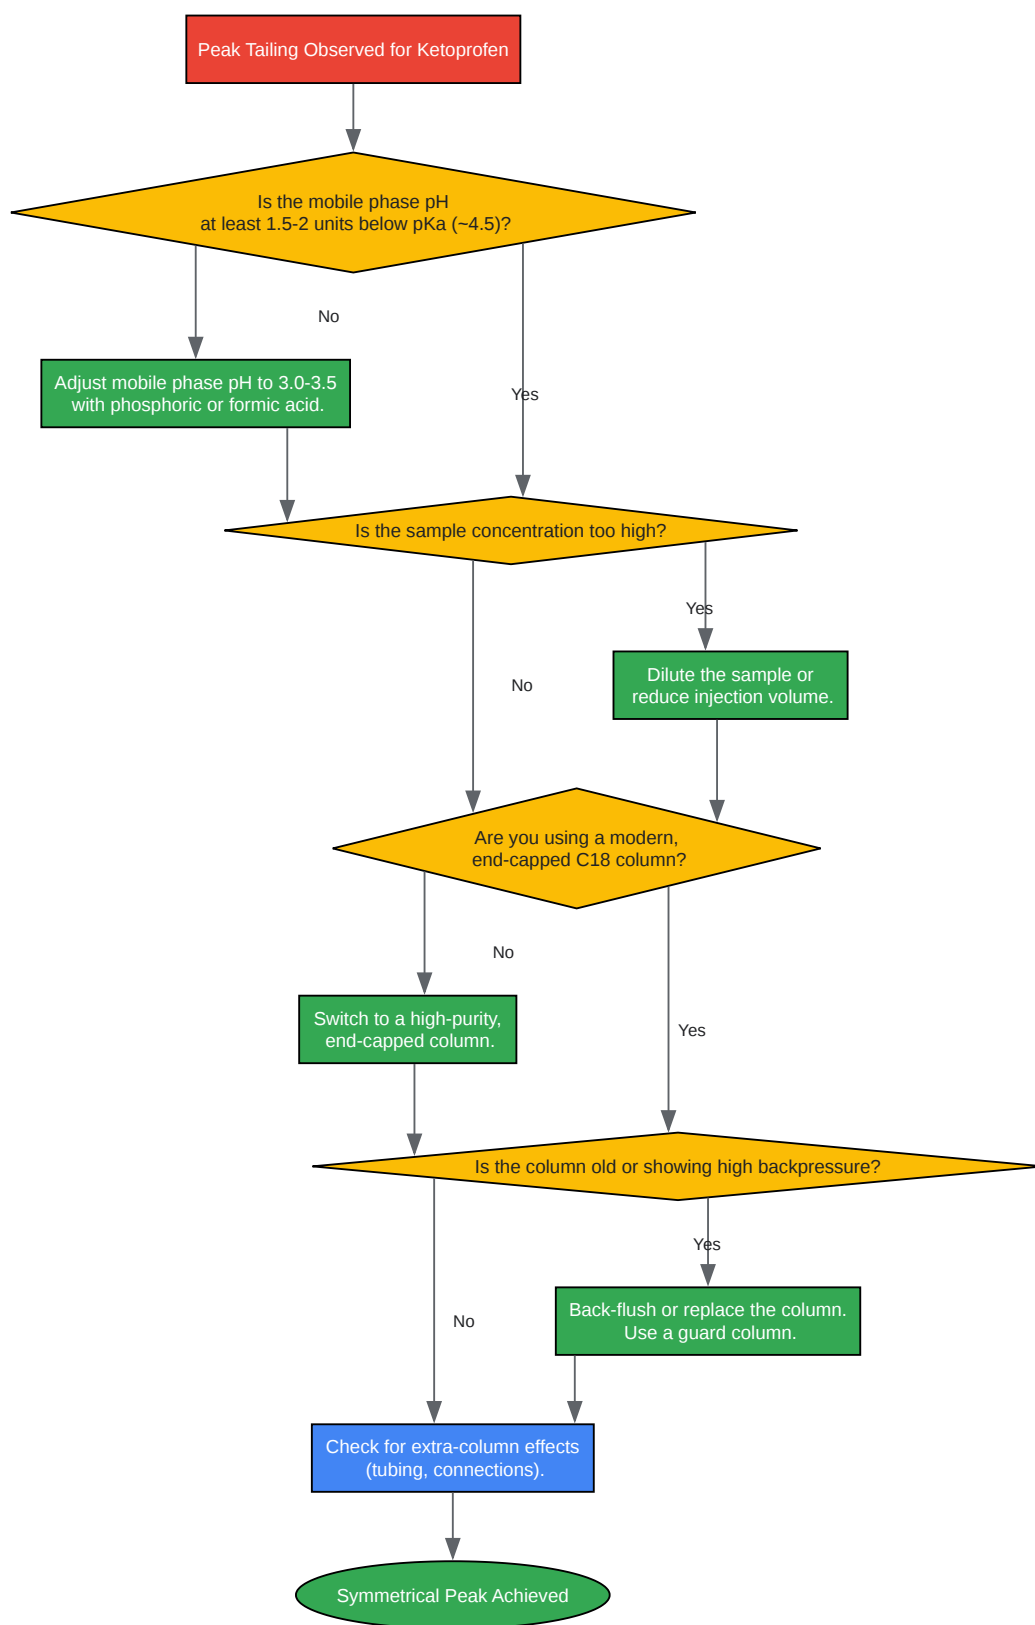 Peak Tailing Observed for Ketoprofen
Is the mobile phase pH
at least 1.5-2 units below pKa (~4.5)?
No
Adjust mobile phase pH to 3.0-3.5
with phosphoric or formic acid.
Yes
Is the sample concentration too high?
Yes
Dilute the sample or
reduce injection volume.
No
Are you using a modern,
end-capped C18 column?
No
Switch to a high-purity,
end-capped column.
Yes
Is the column old or showing high backpressure?
Yes
Back-flush or replace the column.
Use a guard column.
No
Check for extra-column effects
(tubing, connections).
Symmetrical Peak Achieved